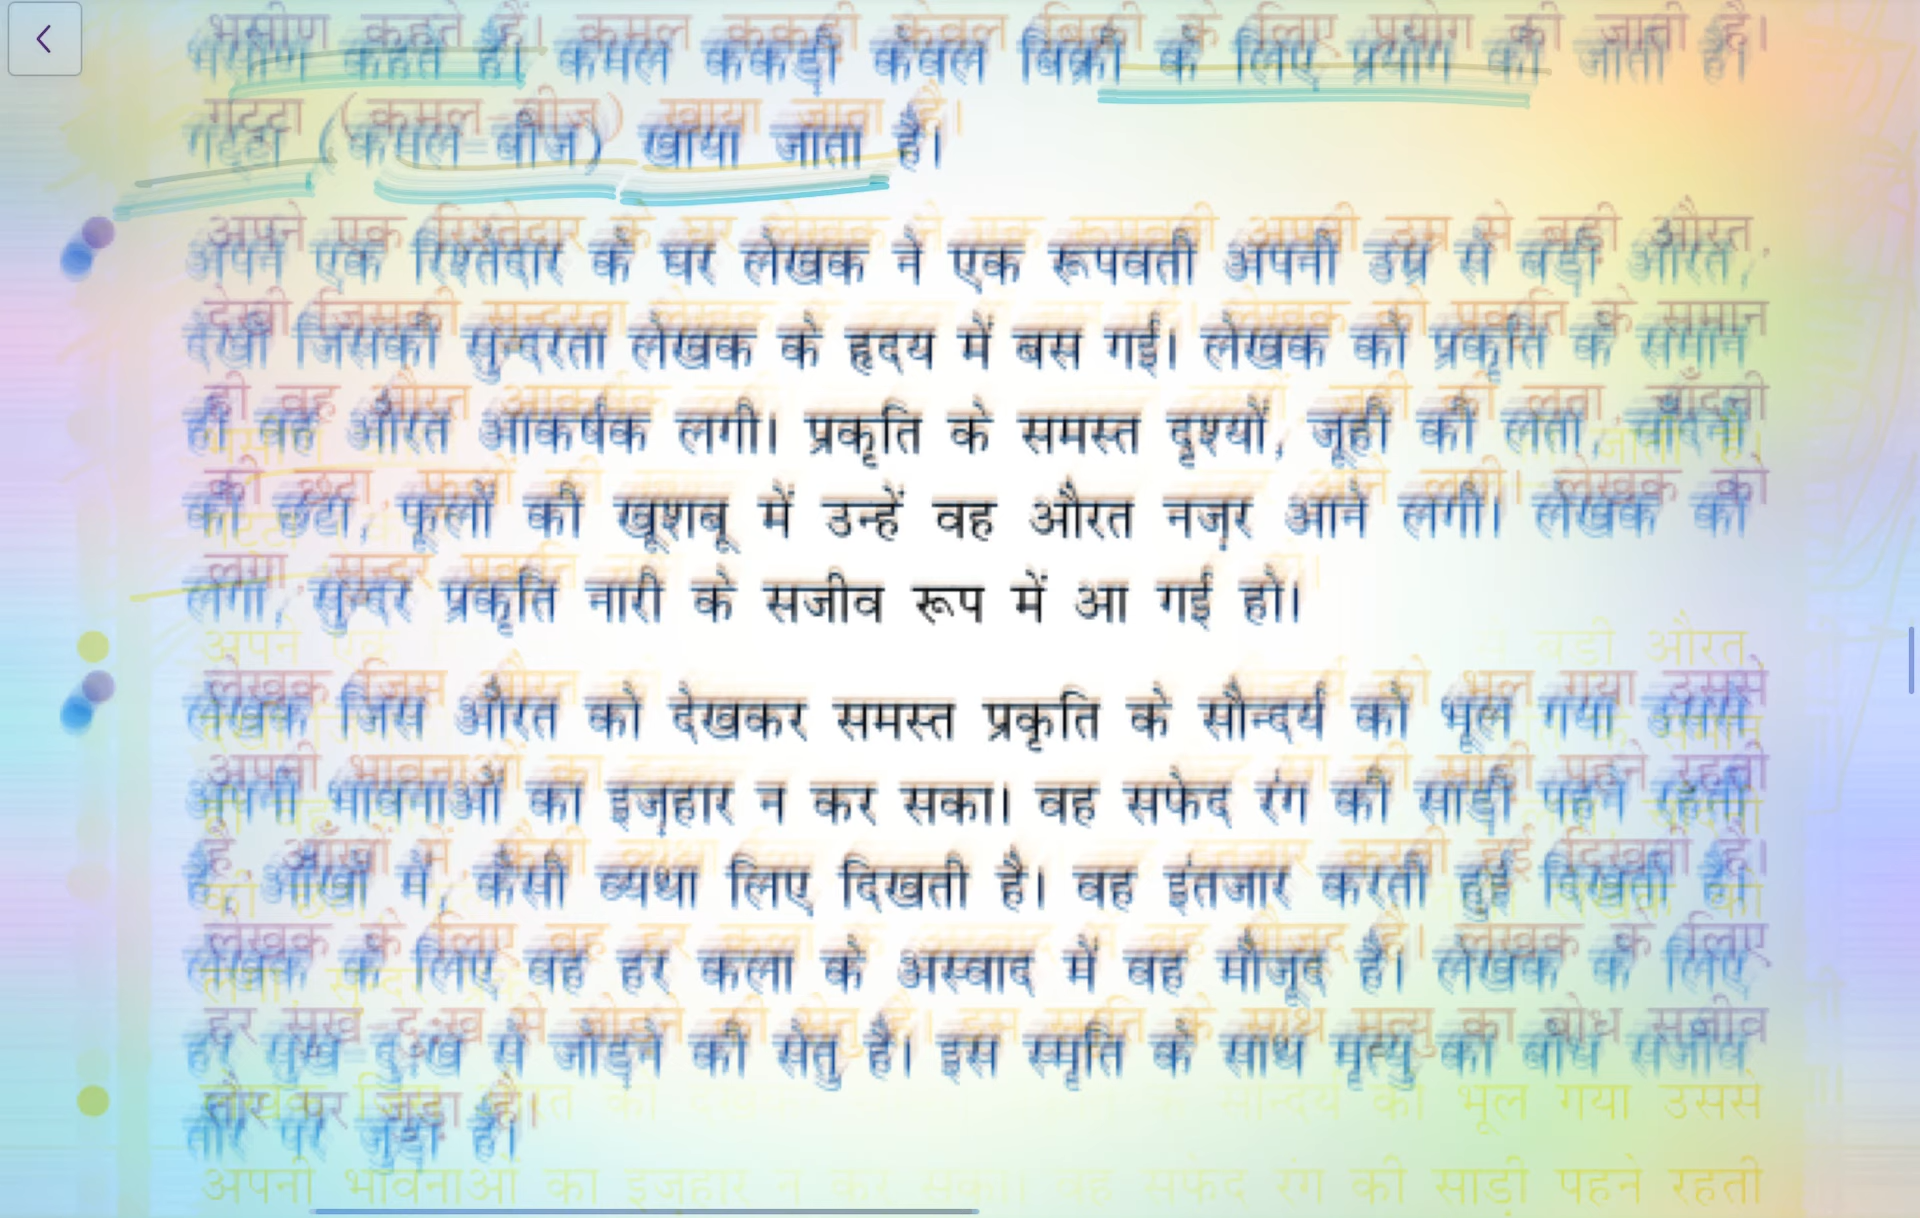 भसीण कहते हैं। कमल ककड़ी केवल बिक्री के लिए प्रयोग की जाती है।
गट्टा (कमल-बीज) खाया जाता है।
अपने एक रिश्तेदार के घर लेखक ने एक रूपवती अपनी उम्र से बड़ी औरत,
देखी जिसकी सुन्दरता लेखक के हृदय में बस गई। लेखक को प्रकृति के समान
ही वह औरत आकर्षक लगी। प्रकृति के समस्त दृश्यों, जूही की लता, चाँदनी
की छटा, फूलों की खूशबू में उन्हें वह औरत नज़र आने लगी। लेखक को
लगा, सुन्दर प्रकृति नारी के सजीव रूप में आ गई हो।
लेखक जिस औरत को देखकर समस्त प्रकृति के सौन्दर्य को भूल गया उससे
अपनी भावनाओं का इज़हार न कर सका। वह सफेद रंग की साड़ी पहने रहती
है, आँखों में, कैसी व्यथा लिए दिखती है। वह इंतजार करती हुई दिखती है।
लेखक के लिए वह हर कला के अस्वाद में वह मौजूद है। लेखक के लिए
हर सुख-दुःख से जोड़ने की सेतु है। इस स्मृति के साथ मृत्यु का बोध सजीव
तौर पर जुड़ा है।